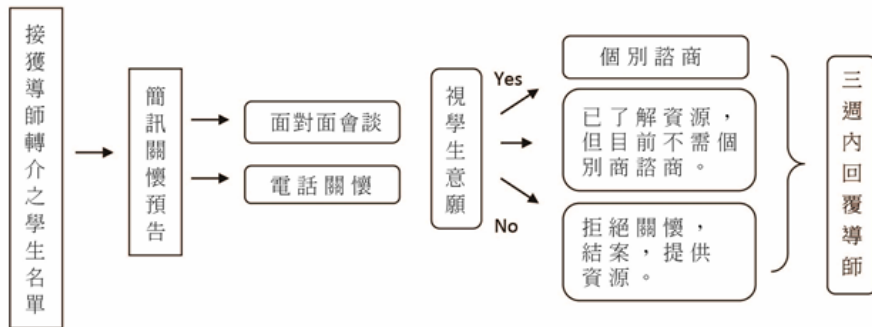 接獲導師轉介之學生名單
簡訊關懷預告
面對面會談
電話關懷
視學生意願
Yes
No
個別諮商
已了解資源，
但目前不需個
別商諮商。
拒絕關懷，
結案，提供
資源。
三週內回覆導師